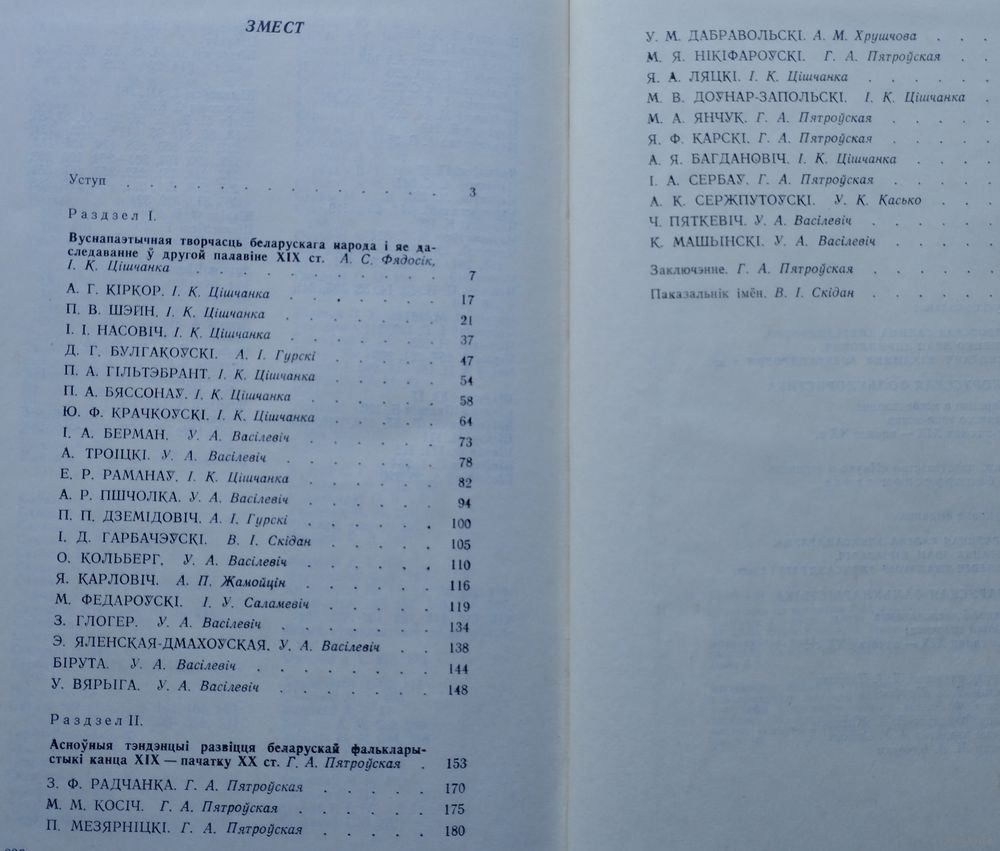 ЗМЕСТ
Уступ . . . . . . . . . . . . 3
Раздзел I.
Вуснапаэтычная творчасць беларускага народа і яе да-
следаванне ў другой палавіне XIX ст. А. С. Фядосік,
І. К. Цішчанка . . . . . . . . . 7
А. Г. КІРКОР. І. К. Цішчанка . . . . . . 17
П. В. ШЭЙН. І. К. Цішчанка . . . . . . 21
І. І. НАСОВІЧ. І. К. Цішчанка . . . . . . 37
Д. Г. БУЛГАКОЎСКІ. А. І. Гурскі . . . . . 47
П. А. ГІЛЬТЭБРАНТ. І. К. Цішчанка . . . . . 54
П. А. БЯССОНАЎ. І. К. Цішчанка . . . . . 58
Ю. Ф. КРАЧКОЎСКІ. І. К. Цішчанка . . . . . 64
І. А. БЕРМАН. У. А. Васілевіч . . . . . 73
А. ТРОІЦКІ. У. А. Васілевіч . . . . . . 78
Е. Р. РАМАНАЎ. І. К. Цішчанка . . . . . 82
А. Р. ПШЧОЛКА. У. А. Васілевіч . . . . . 94
П. П. ДЗЕМІДОВІЧ. А. І. Гурскі . . . . . 100
І. Д. ГАРБАЧЭЎСКІ. В. І. Скідан . . . . . 105
О. КОЛЬБЕРГ. У. А. Васілевіч . . . . . 110
Я. КАРЛОВІЧ. А. П. Жамойцін . . . . . 116
М. ФЕДАРОЎСКІ. І. У. Саламевіч . . . . . 119
З. ГЛОГЕР. У. А. Васілевіч . . . . . . 134
Э. ЯЛЕНСКАЯ-ДМАХОЎСКАЯ. У. А. Васілевіч . . . 138
БІРУТА. У. А. Васілевіч . . . . . . . 144
У. ВЯРЫГА. У. А. Васілевіч . . . . . . 148
Раздзел II.
Асноўныя тэндэнцыі развіцця беларускай фальклары-
стыкі канца XIX — пачатку XX ст. Г. А. Пятроўская . 153
З. Ф. РАДЧАНКА. Г. А. Пятроўская . . . . . 170
М. М. КОСІЧ. Г. А. Пятроўская . . . . . 175
П. МЕЗЯРНІЦКІ. Г. А. Пятроўская . . . . . 180
У. М. ДАБРАВОЛЬСКІ. А. М. Хрушчова . . .
М. Я. НІКІФАРОЎСКІ. Г. А. Пятроўская . .
Я. А. ЛЯЦКІ. І. К. Цішчанка . . . . . .
М. В. ДОЎНАР-ЗАПОЛЬСКІ. І. К. Цішчанка .
М. А. ЯНЧУК. Г. А. Пятроўская . . . . .
Я. Ф. КАРСКІ. Г. А. Пятроўская . . . . .
А. Я. БАГДАНОВІЧ. І. К. Цішчанка . . . .
І. А. СЕРБАЎ. Г. А. Пятроўская . . . . .
А. К. СЕРЖПУТОЎСКІ. У. К. Касько . . .
Ч. ПЯТКЕВІЧ. У. А. Васілевіч . . . . . .
К. МАШЫНСКІ. У. А. Васілевіч . . . . .
Заключэнне. Г. А. Пятроўская . . . . . .
Паказальнік імён. В. І. Скідан . . . . . .